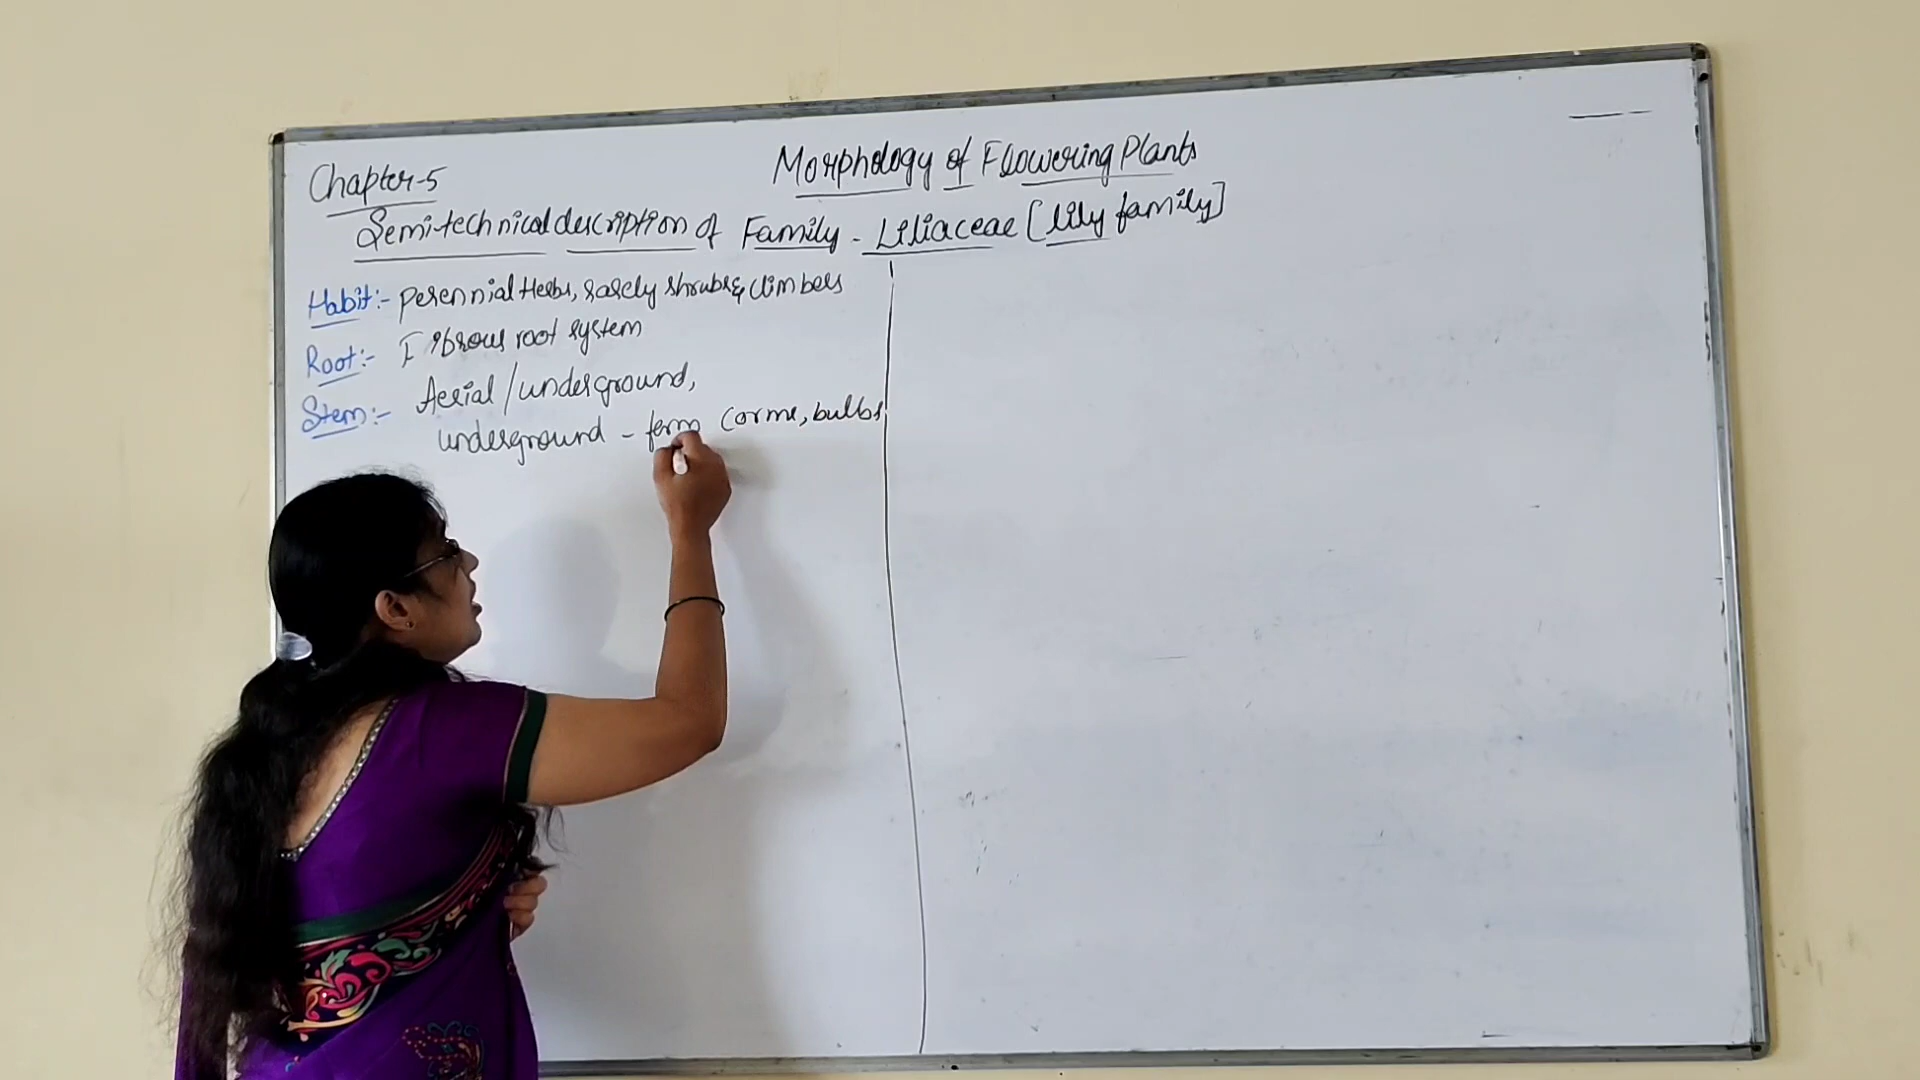 Chapter-5
Morphology of Flowering Plants
Semi-technical description of Family - Liliaceae [lily family]
Habit:- perennial Herbs, rarely shrubs & climbers
Root:- Fibrous root system
Stem:- Aerial / underground,
underground - form corms, bulbs